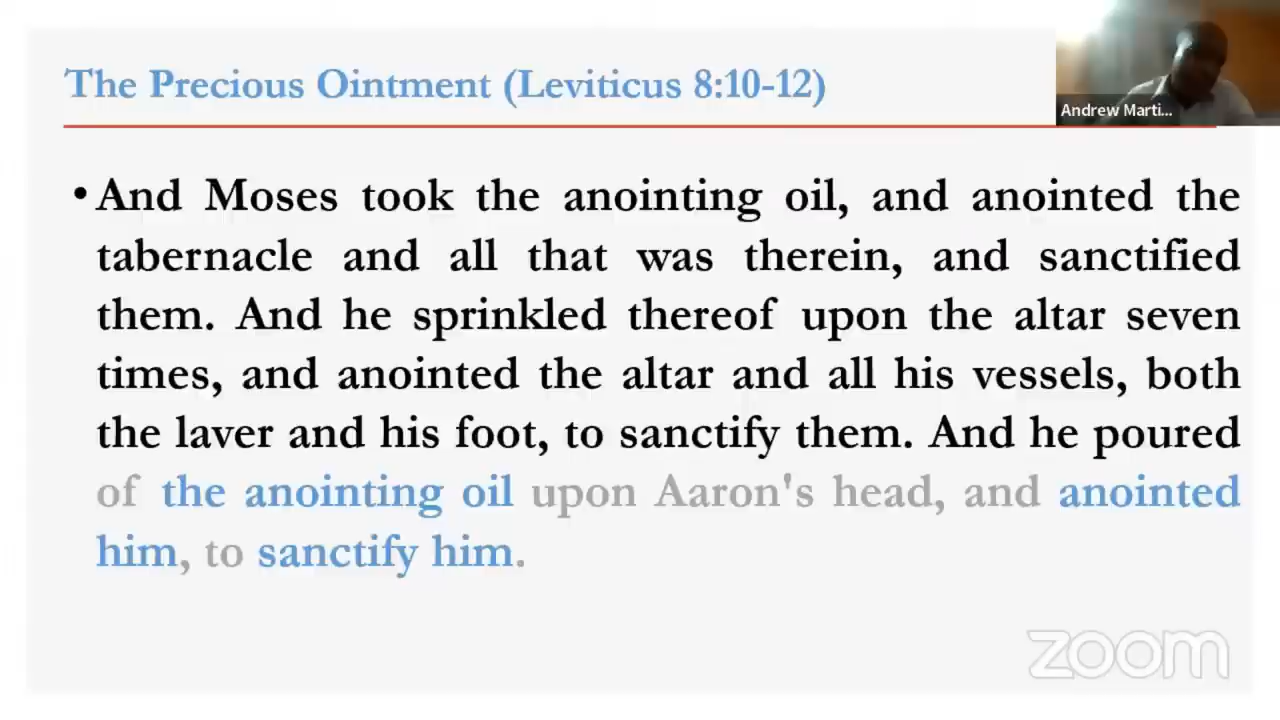 The Precious Ointment (Leviticus 8:10-12)
Andrew Marti...
• And Moses took the anointing oil, and anointed the
tabernacle and all that was therein, and sanctified
them. And he sprinkled thereof upon the altar seven
times, and anointed the altar and all his vessels, both
the laver and his foot, to sanctify them. And he poured
of the anointing oil upon Aaron's head, and anointed
him, to sanctify him.
zoom